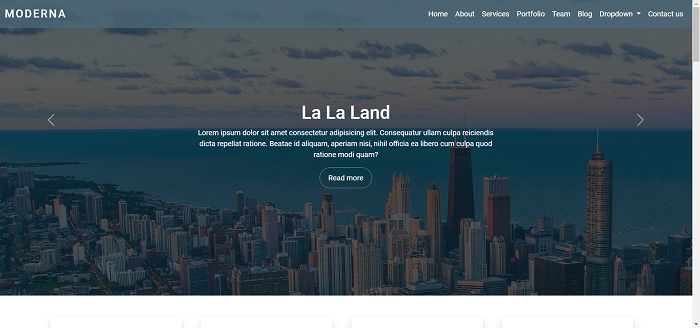 MODERNA
Home About Services Portfolio Team Blog Dropdown Contact us
La La Land
Lorem ipsum dolor sit amet consectetur adipisicing elit. Consequatur ullam culpa reiciendis
dicta repellat ratione. Beatae id aliquam, aperiam nisi, nihil officia ea libero cum culpa quod
ratione modi quam?
Read more